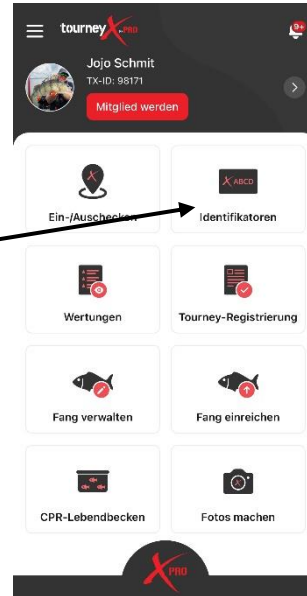 tourney X-PRO
9+
Jojo Schmit
TX-ID: 98171
Mitglied werden
X ABCD
Ein-/Auschecken
Identifikatoren
Wertungen
Tourney-Registrierung
Fang verwalten
Fang einreichen
CPR-Lebendbecken
Fotos machen
X PRO